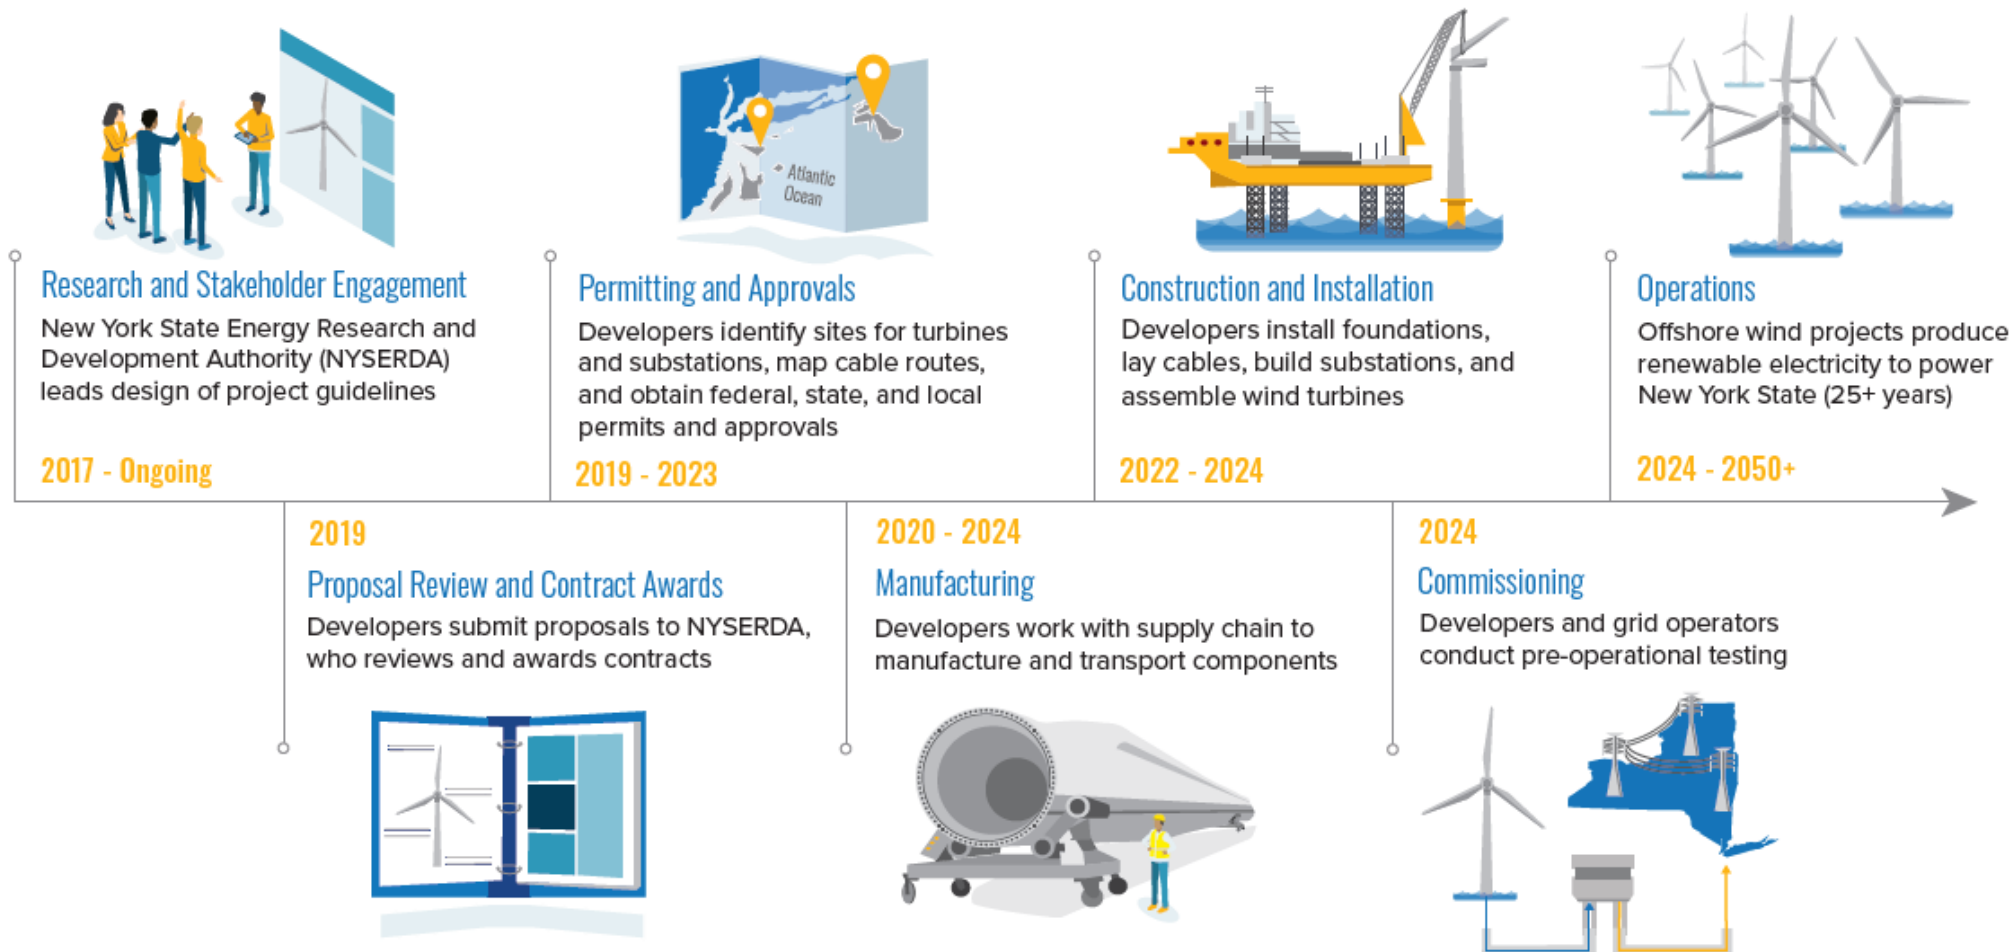 Atlantic
Ocean
Research and Stakeholder Engagement
New York State Energy Research and
Development Authority (NYSERDA)
leads design of project guidelines
2017 - Ongoing
2019
Proposal Review and Contract Awards
Developers submit proposals to NYSERDA,
who reviews and awards contracts
Permitting and Approvals
Developers identify sites for turbines
and substations, map cable routes,
and obtain federal, state, and local
permits and approvals
2019 - 2023
2020 - 2024
Manufacturing
Developers work with supply chain to
manufacture and transport components
Construction and Installation
Developers install foundations,
lay cables, build substations, and
assemble wind turbines
2022 - 2024
2024
Commissioning
Developers and grid operators
conduct pre-operational testing
Operations
Offshore wind projects produce
renewable electricity to power
New York State (25+ years)
2024 - 2050+